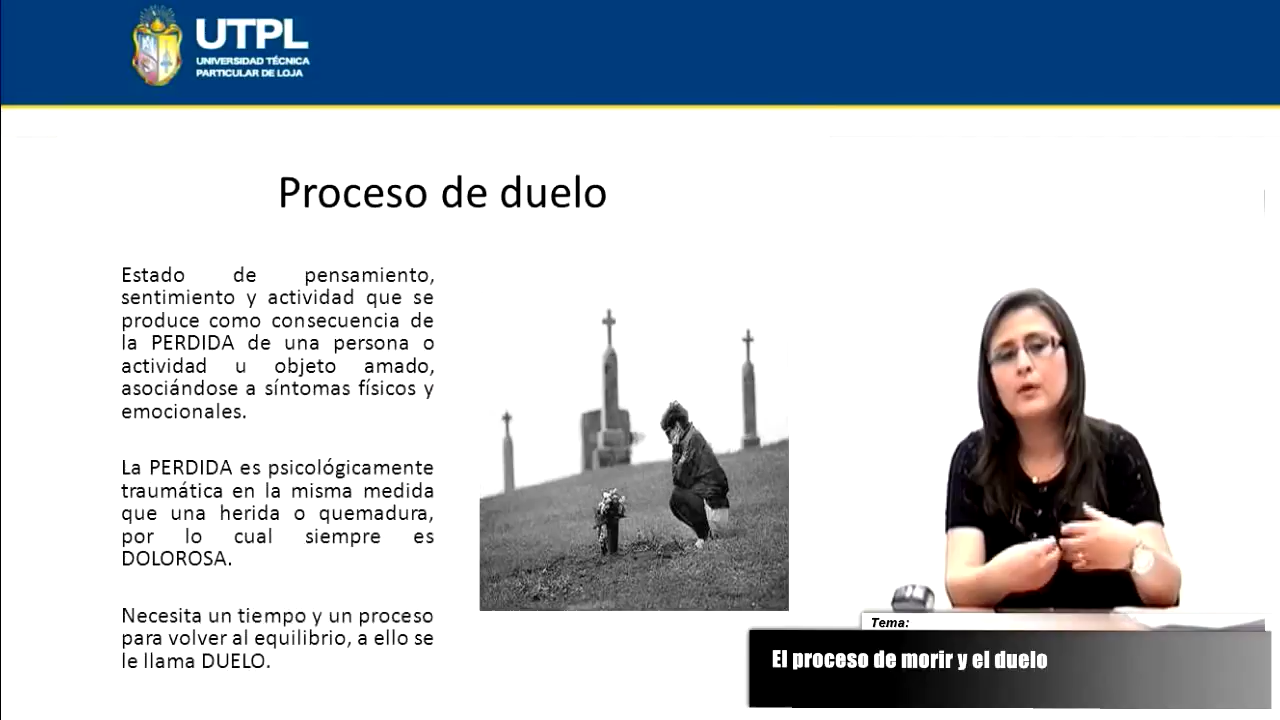 UTPL
UNIVERSIDAD TÉCNICA
PARTICULAR DE LOJA
Proceso de duelo
Estado de pensamiento,
sentimiento y actividad que se
produce como consecuencia de
la PERDIDA de una persona o
actividad u objeto amado,
asociándose a síntomas físicos y
emocionales.
La PERDIDA es psicológicamente
traumática en la misma medida
que una herida o quemadura,
por lo cual siempre es
DOLOROSA.
Necesita un tiempo y un proceso
para volver al equilibrio, a ello se
le llama DUELO.
Tema:
El proceso de morir y el duelo